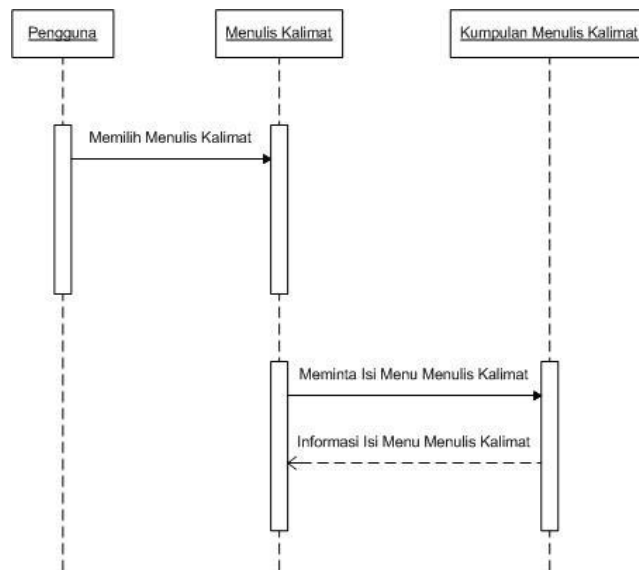 Pengguna
Menulis Kalimat
Kumpulan Menulis Kalimat
Memilih Menulis Kalimat
Meminta Isi Menu Menulis Kalimat
Informasi Isi Menu Menulis Kalimat